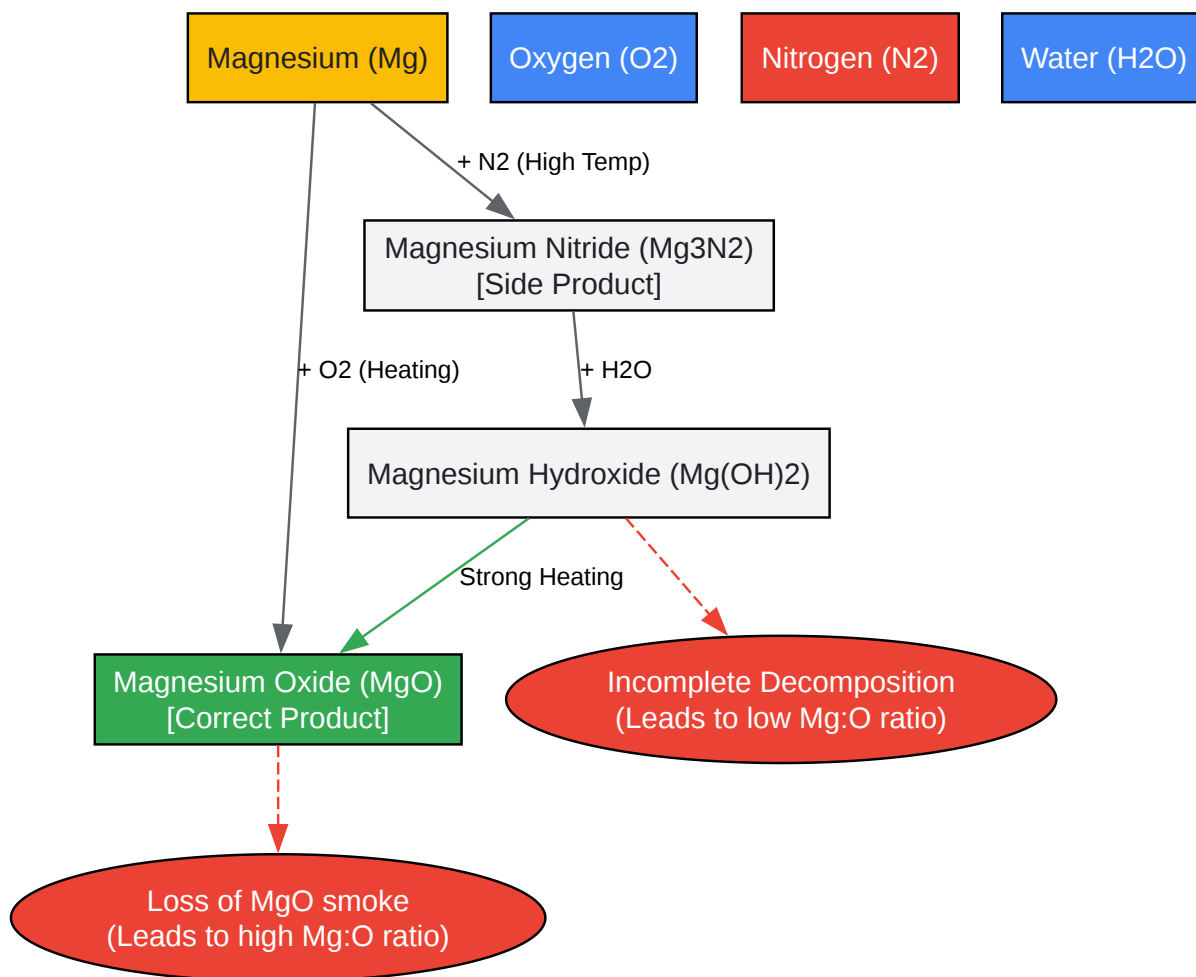 Magnesium (Mg)
Oxygen (O2)
Nitrogen (N2)
Water (H2O)
+ N2 (High Temp)
Magnesium Nitride (Mg3N2)
[Side Product]
+ O2 (Heating)
+ H2O
Magnesium Hydroxide (Mg(OH)2)
Strong Heating
Magnesium Oxide (MgO)
[Correct Product]
Incomplete Decomposition
(Leads to low Mg:O ratio)
Loss of MgO smoke
(Leads to high Mg:O ratio)